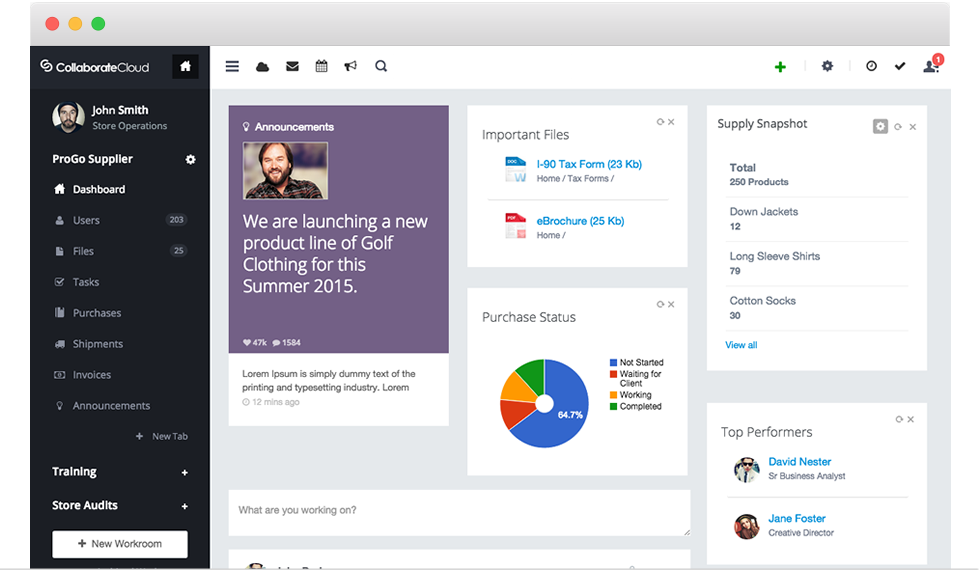 CollaborateCloud
1
John Smith
Store Operations
ProGo Supplier
Dashboard
Users 203
Files 25
Tasks
Purchases
Shipments
Invoices
Announcements
+ New Tab
Training +
Store Audits +
+ New Workroom
Announcements
We are launching a new
product line of Golf
Clothing for this
Summer 2015.
47k 1584
Lorem Ipsum is simply dummy text of the
printing and typesetting industry. Lorem
12 mins ago
Important Files
DOC
W
I-90 Tax Form (23 Kb)
Home / Tax Forms /
PDF
eBrochure (25 Kb)
Home /
Purchase Status
64.7%
Not Started
Waiting for
Client
Working
Completed
Supply Snapshot
Total
250 Products
Down Jackets
12
Long Sleeve Shirts
79
Cotton Socks
30
View all
Top Performers
David Nester
Sr Business Analyst
Jane Foster
Creative Director
What are you working on?